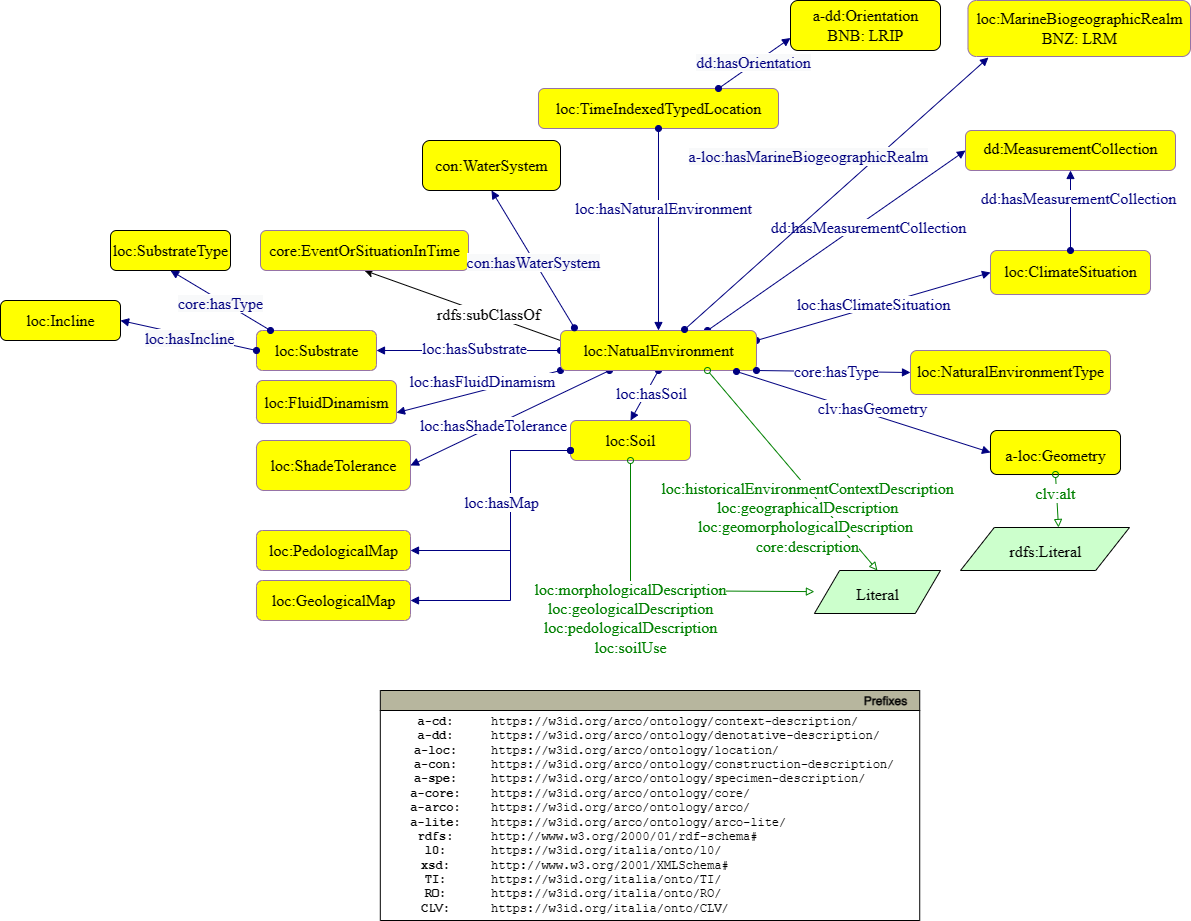 a-dd:Orientation
BNB: LRIP
loc:MarineBiogeographicRealm
BNZ: LRM
dd:hasOrientation
loc:TimeIndexedTypedLocation
con:WaterSystem
a-loc:hasMarineBiogeographicRealm
dd:MeasurementCollection
dd:hasMeasurementCollection
loc:hasNaturalEnvironment
dd:hasMeasurementCollection
loc:SubstrateType
core:EventOrSituationInTime
con:hasWaterSystem
loc:ClimateSituation
core:hasType
rdfs:subClassOf
loc:hasClimateSituation
loc:Incline
loc:hasIncline
loc:Substrate
loc:hasSubstrate
loc:NatualEnvironment
core:hasType
loc:NaturalEnvironmentType
loc:hasFluidDinamism
loc:FluidDinamism
loc:hasSoil
clv:hasGeometry
loc:hasShadeTolerance
loc:Soil
a-loc:Geometry
loc:ShadeTolerance
loc:hasMap
loc:historicalEnvironmentContextDescription
loc:geographicalDescription
loc:geomorphologicalDescription
core:description
clv:alt
rdfs:Literal
loc:PedologicalMap
loc:GeologicalMap
loc:morphologicalDescription
loc:geologicalDescription
loc:pedologicalDescription
loc:soilUse
Literal
Prefixes
a-cd: https://w3id.org/arco/ontology/context-description/
a-dd: https://w3id.org/arco/ontology/denotative-description/
a-loc: https://w3id.org/arco/ontology/location/
a-con: https://w3id.org/arco/ontology/construction-description/
a-spe: https://w3id.org/arco/ontology/specimen-description/
a-core: https://w3id.org/arco/ontology/core/
a-arco: https://w3id.org/arco/ontology/arco/
a-lite: https://w3id.org/arco/ontology/arco-lite/
rdfs: http://www.w3.org/2000/01/rdf-schema#
l0: https://w3id.org/italia/onto/l0/
xsd: http://www.w3.org/2001/XMLSchema#
TI: https://w3id.org/italia/onto/TI/
RO: https://w3id.org/italia/onto/RO/
CLV: https://w3id.org/italia/onto/CLV/